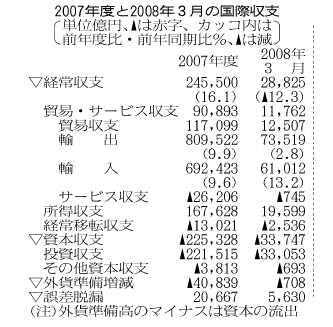 2007年度と2008年3月の国際収支
単位億円、▲は赤字、カッコ内は
前年度比・前年同期比%、▲は減
2007年度 2008年3月
▽経常収支 245,500 28,825
(16.1) (▲12.3)
貿易・サービス収支 90,893 11,762
貿易収支 117,099 12,507
輸出 809,522 73,519
(9.9) (2.8)
輸入 692,423 61,012
(9.6) (13.2)
サービス収支 ▲26,206 ▲745
所得収支 167,628 19,599
経常移転収支 ▲13,021 ▲2,536
▽資本収支 ▲225,328 ▲33,747
投資収支 ▲221,515 ▲33,053
その他資本収支 ▲3,813 ▲693
▽外貨準備増減 ▲40,839 ▲708
▽誤差脱漏 20,667 5,630
(注)外貨準備高のマイナスは資本の流出